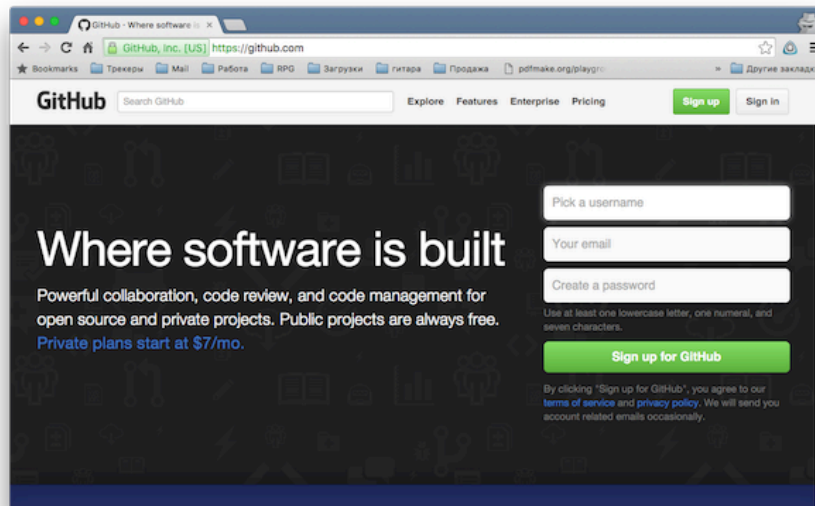 GitHub · Where software is
GitHub, Inc. [US] https://github.com
Bookmarks Трекеры Mail Работа RPG Загрузки гитара Продажа pdfmake.org/playgro » Другие закладки
GitHub Search GitHub Explore Features Enterprise Pricing Sign up Sign in
Pick a username
Where software is built
Your email
Powerful collaboration, code review, and code management for
open source and private projects. Public projects are always free.
Private plans start at $7/mo.
Create a password
Use at least one lowercase letter, one numeral, and
seven characters.
Sign up for GitHub
By clicking "Sign up for GitHub", you agree to our
terms of service and privacy policy. We will send you
account related emails occasionally.